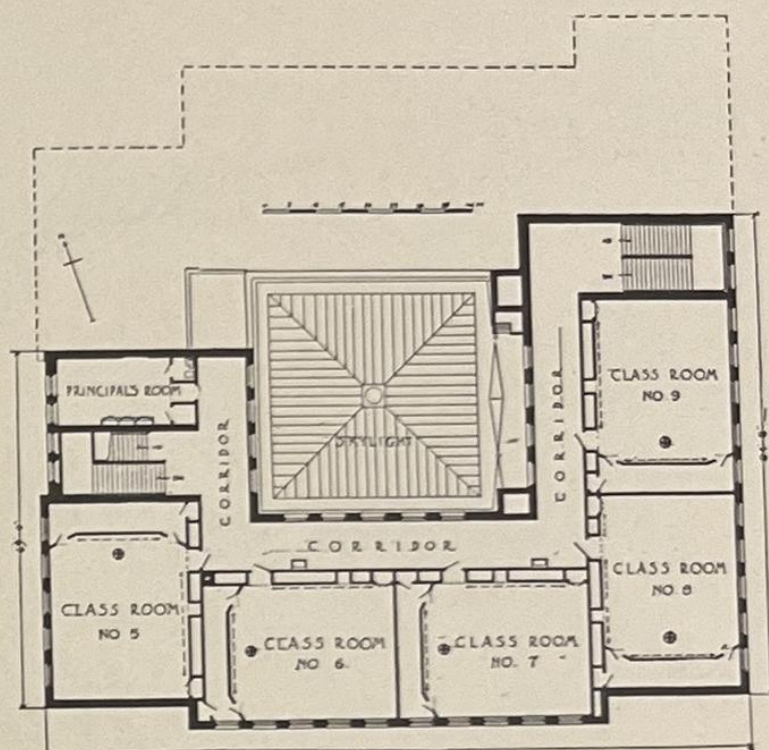 PRINCIPAL'S ROOM
CORRIDOR
SKYLIGHT
CORRIDOR
CLASS ROOM
NO. 9
CORRIDOR
CLASS ROOM
NO 5
CLASS ROOM
NO 6.
CLASS ROOM
NO. 7
CLASS ROOM
NO. 8